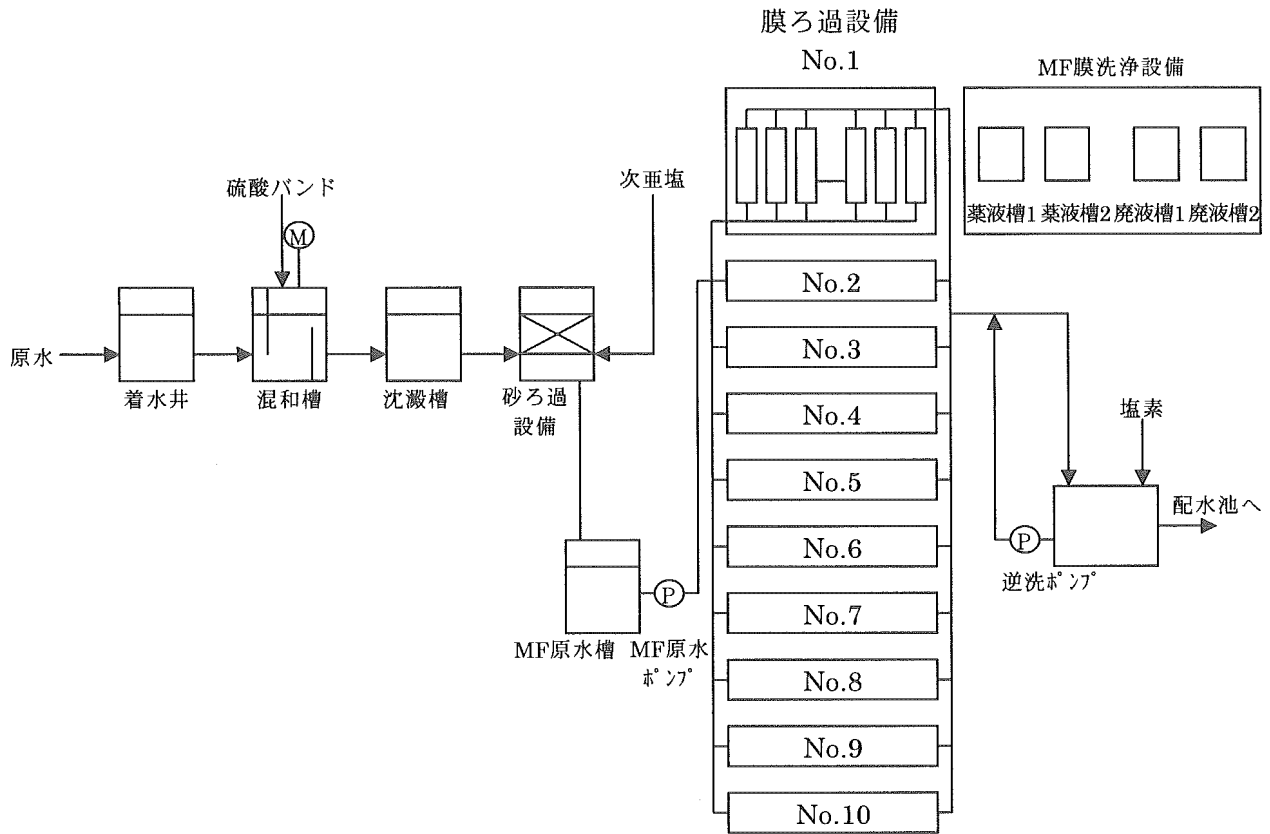 膜ろ過設備
No.1
MF膜洗浄設備
薬液槽1 薬液槽2 廃液槽1 廃液槽2
硫酸バンド
M
次亜塩
原水
着水井
混和槽
沈澱槽
砂ろ過
設備
MF原水槽
P
MF原水
ポンプ
No.2
No.3
No.4
No.5
No.6
No.7
No.8
No.9
No.10
塩素
配水池へ
P
逆洗ポンプ